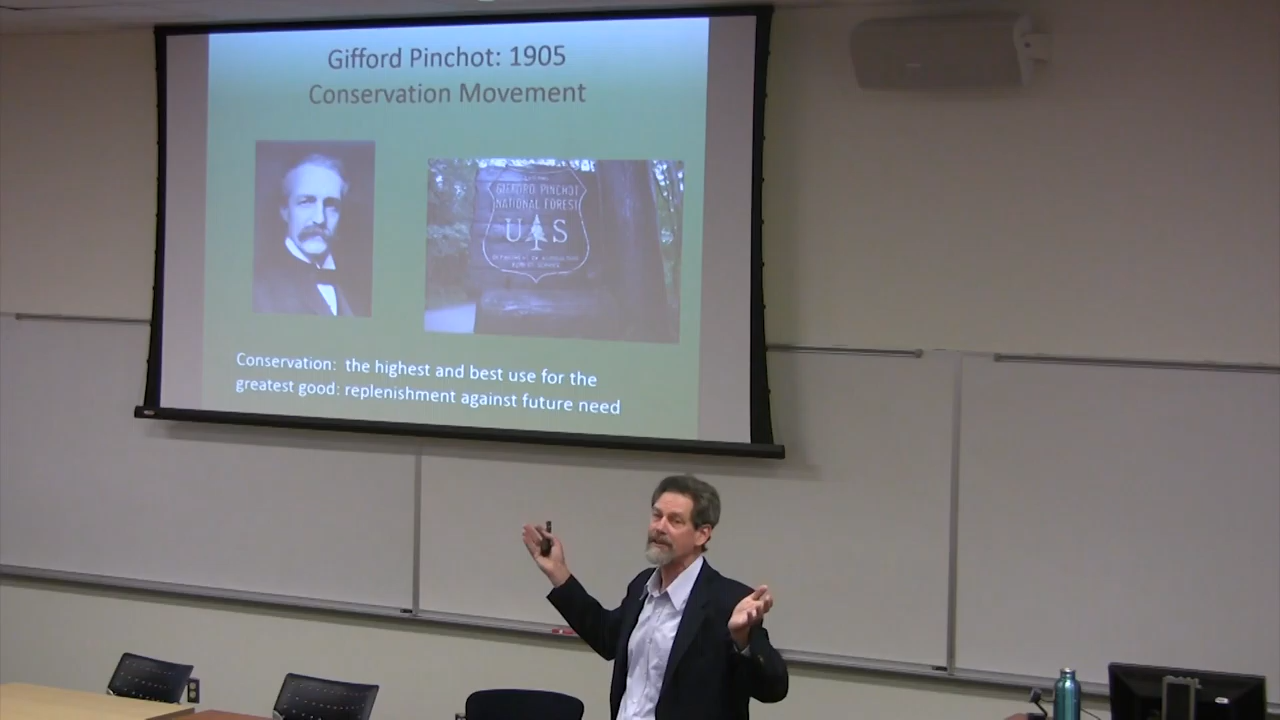 Gifford Pinchot: 1905
Conservation Movement
GIFFORD PINCHOT
NATIONAL FOREST
U S
Conservation: the highest and best use for the
greatest good: replenishment against future need